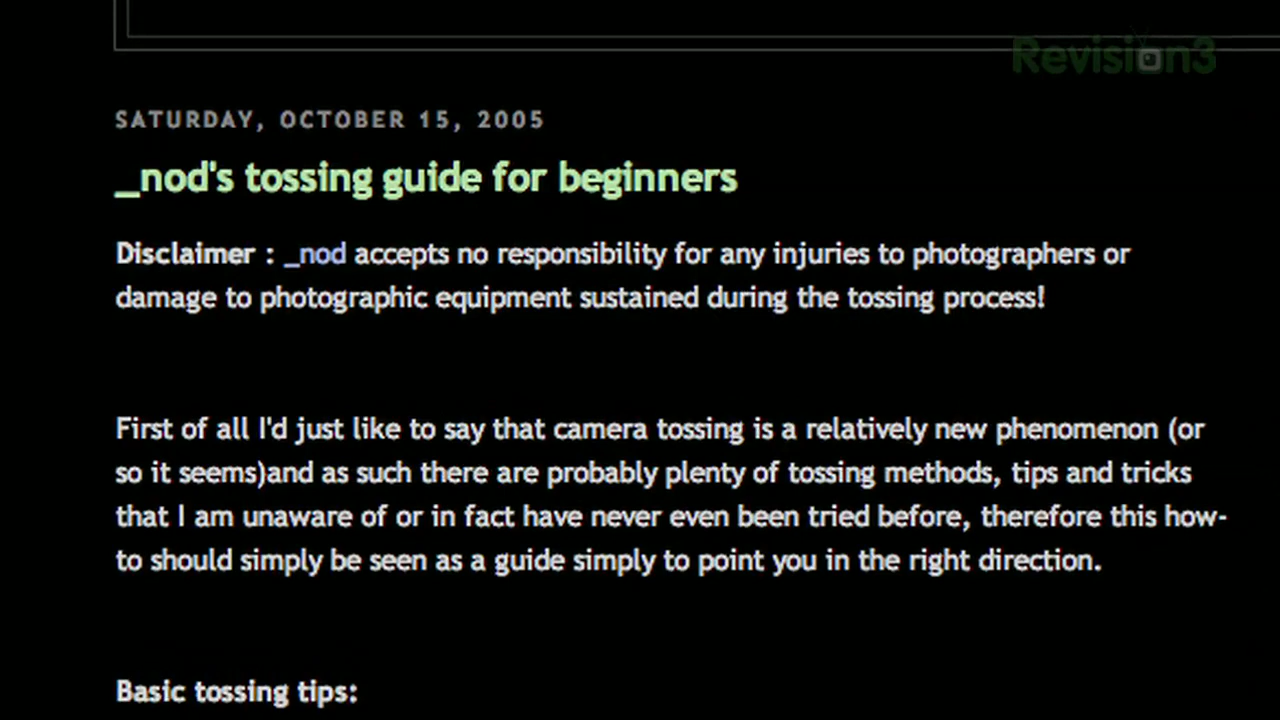 Revision3
SATURDAY, OCTOBER 15, 2005
_nod's tossing guide for beginners
Disclaimer : _nod accepts no responsibility for any injuries to photographers or
damage to photographic equipment sustained during the tossing process!
First of all I'd just like to say that camera tossing is a relatively new phenomenon (or
so it seems)and as such there are probably plenty of tossing methods, tips and tricks
that I am unaware of or in fact have never even been tried before, therefore this how-
to should simply be seen as a guide simply to point you in the right direction.
Basic tossing tips: